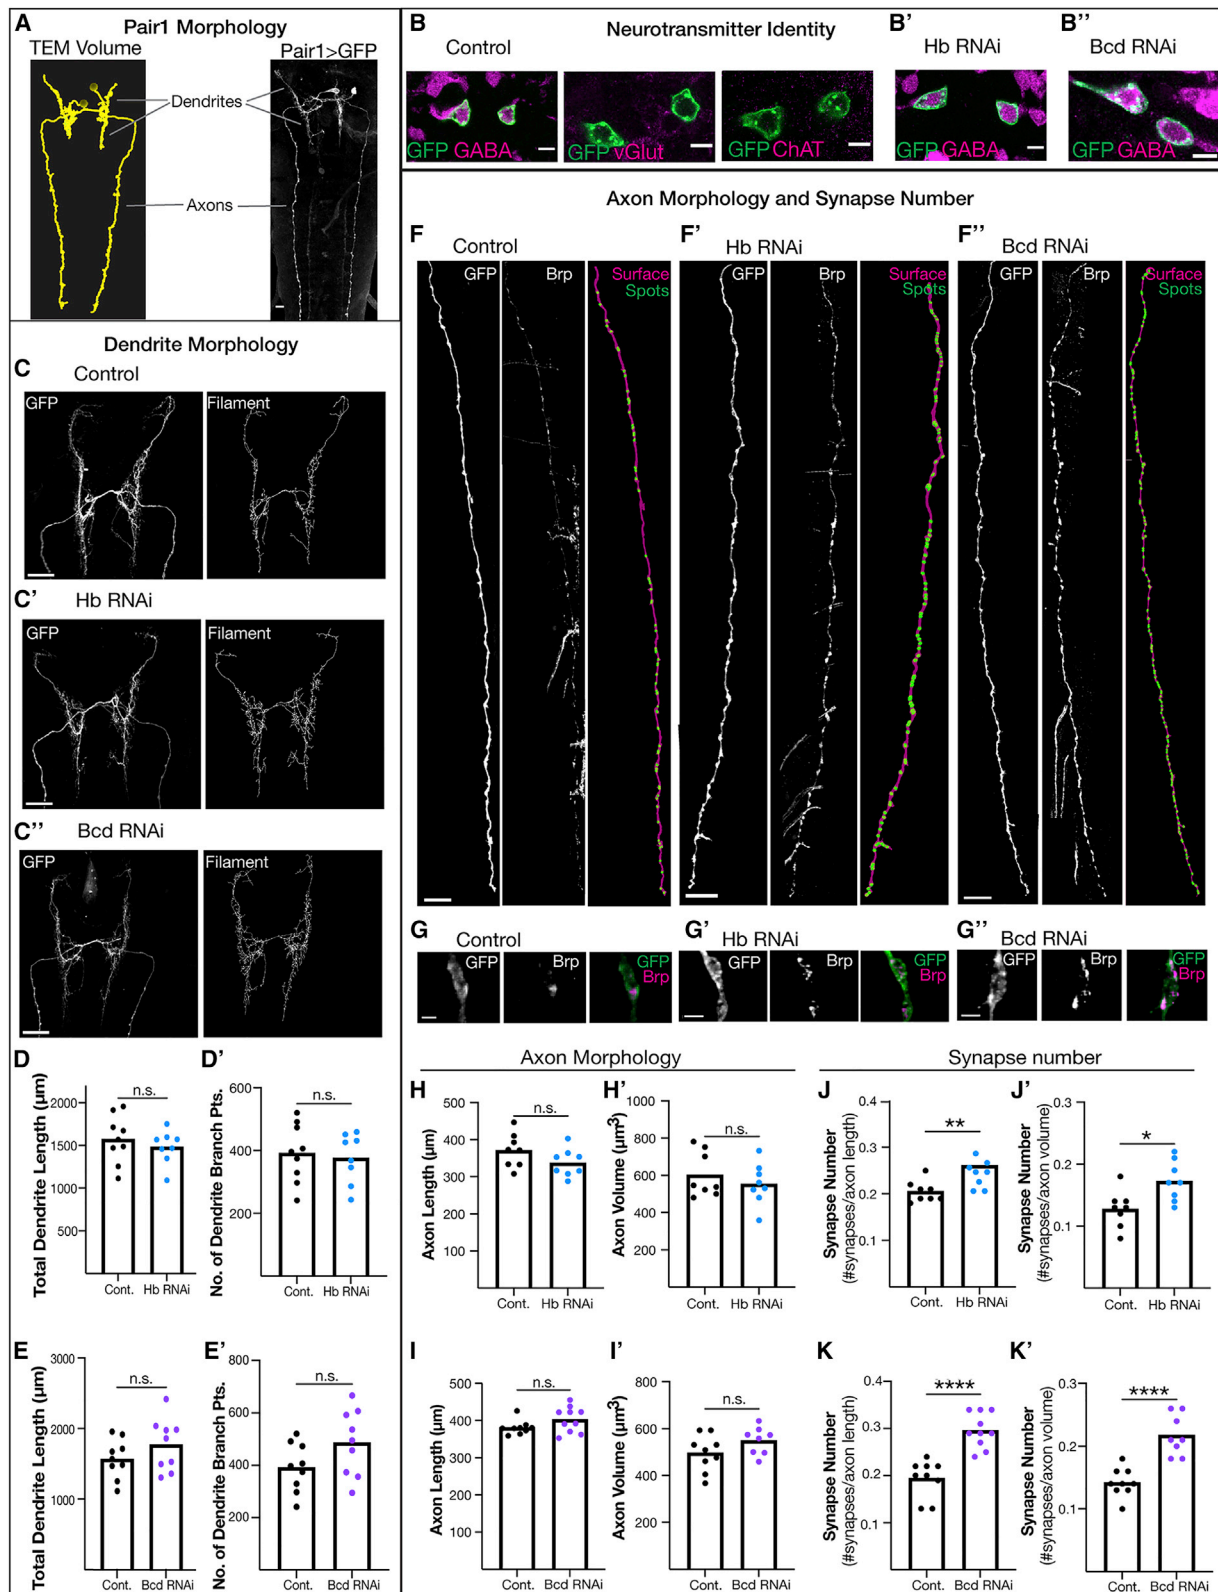 A
Pair1 Morphology
TEM Volume
Pair1>GFP
Dendrites
Axons
B
Neurotransmitter Identity
B'
B''
Control
Hb RNAi
Bcd RNAi
GFP GABA
GFP vGlut
GFP ChAT
GFP GABA
GFP GABA
Dendrite Morphology
C
Control
GFP
Filament
C'
Hb RNAi
GFP
Filament
C''
Bcd RNAi
GFP
Filament
Axon Morphology and Synapse Number
F
Control
F'
Hb RNAi
F''
Bcd RNAi
GFP
Brp
Surface
Spots
GFP
Brp
Surface
Spots
GFP
Brp
Surface
Spots
G
Control
G'
Hb RNAi
G''
Bcd RNAi
GFP
Brp
GFP
Brp
GFP
Brp
GFP
Brp
GFP
Brp
GFP
Brp
D
Total Dendrite Length (µm)
2000
1500
1000
500
n.s.
Cont.
Hb RNAi
D'
No. of Dendrite Branch Pts.
600
400
200
n.s.
Cont.
Hb RNAi
E
Total Dendrite Length (µm)
3000
2000
1000
n.s.
Cont.
Bcd RNAi
E'
No. of Dendrite Branch Pts.
800
600
400
200
n.s.
Cont.
Bcd RNAi
Axon Morphology
H
Axon Length (µm)
500
400
300
200
100
n.s.
Cont.
Hb RNAi
H'
Axon Volume (µm³)
1000
800
600
400
200
n.s.
Cont.
Hb RNAi
I
Axon Length (µm)
500
400
300
200
100
n.s.
Cont.
Bcd RNAi
I'
Axon Volume (µm³)
800
600
400
200
n.s.
Cont.
Bcd RNAi
Synapse number
J
Synapse Number
(#synapses/axon length)
0.4
0.3
0.2
0.1
**
Cont.
Hb RNAi
J'
Synapse Number
(#synapses/axon volume)
0.3
0.2
0.1
*
Cont.
Hb RNAi
K
Synapse Number
(#synapses/axon length)
0.4
0.3
0.2
0.1
****
Cont.
Bcd RNAi
K'
Synapse Number
(#synapses/axon volume)
0.3
0.2
0.1
****
Cont.
Bcd RNAi